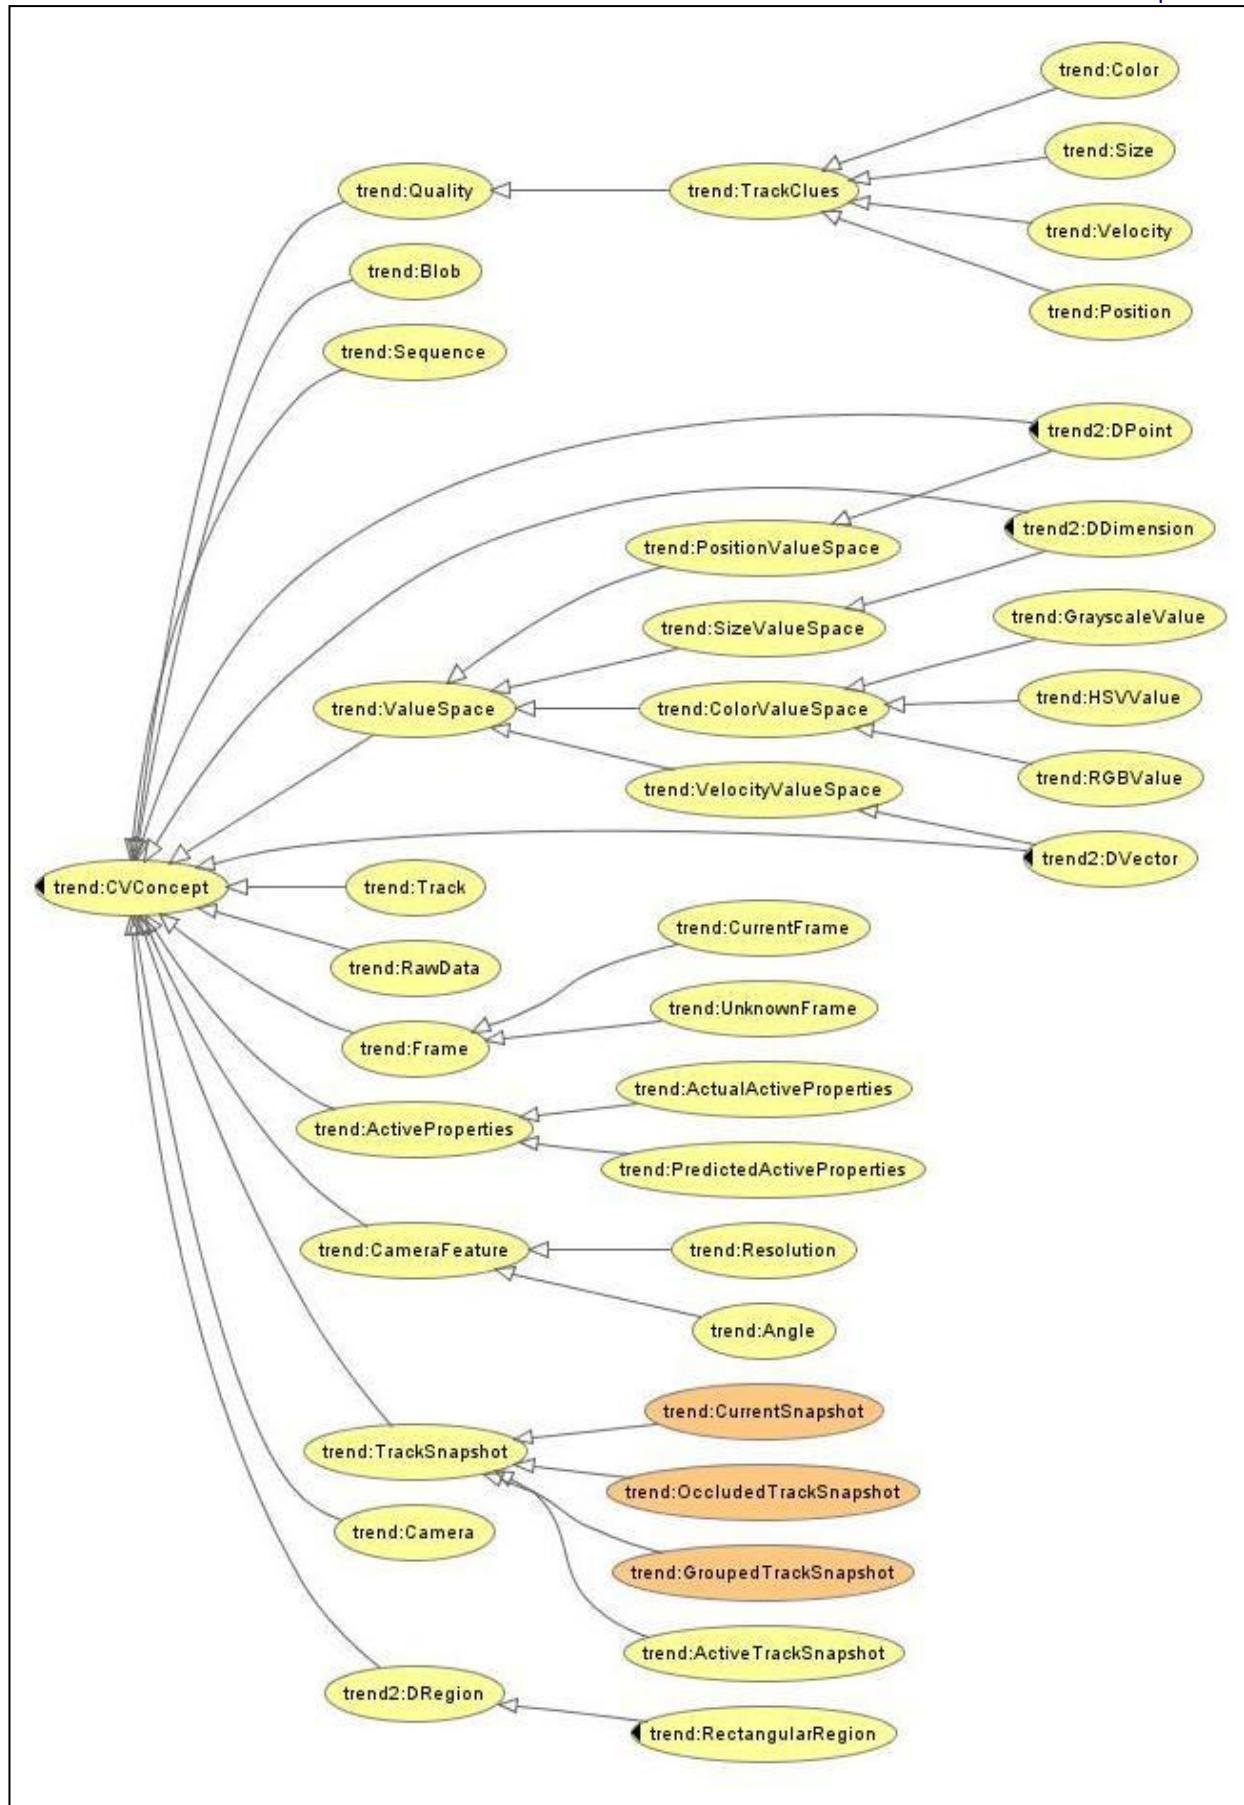 trend:Color
trend:Size
trend:Quality
trend:TrackClues
trend:Velocity
trend:Blob
trend:Position
trend:Sequence
trend2:DPoint
trend2:DDimension
trend:PositionValueSpace
trend:GrayscaleValue
trend:SizeValueSpace
trend:HSVValue
trend:ValueSpace
trend:ColorValueSpace
trend:RGBValue
trend:VelocityValueSpace
trend2:DVector
trend:CVConcept
trend:Track
trend:CurrentFrame
trend:RawData
trend:UnknownFrame
trend:Frame
trend:ActualActiveProperties
trend:ActiveProperties
trend:PredictedActiveProperties
trend:CameraFeature
trend:Resolution
trend:Angle
trend:CurrentSnapshot
trend:TrackSnapshot
trend:OccludedTrackSnapshot
trend:Camera
trend:GroupedTrackSnapshot
trend:ActiveTrackSnapshot
trend2:DRegion
trend:RectangularRegion